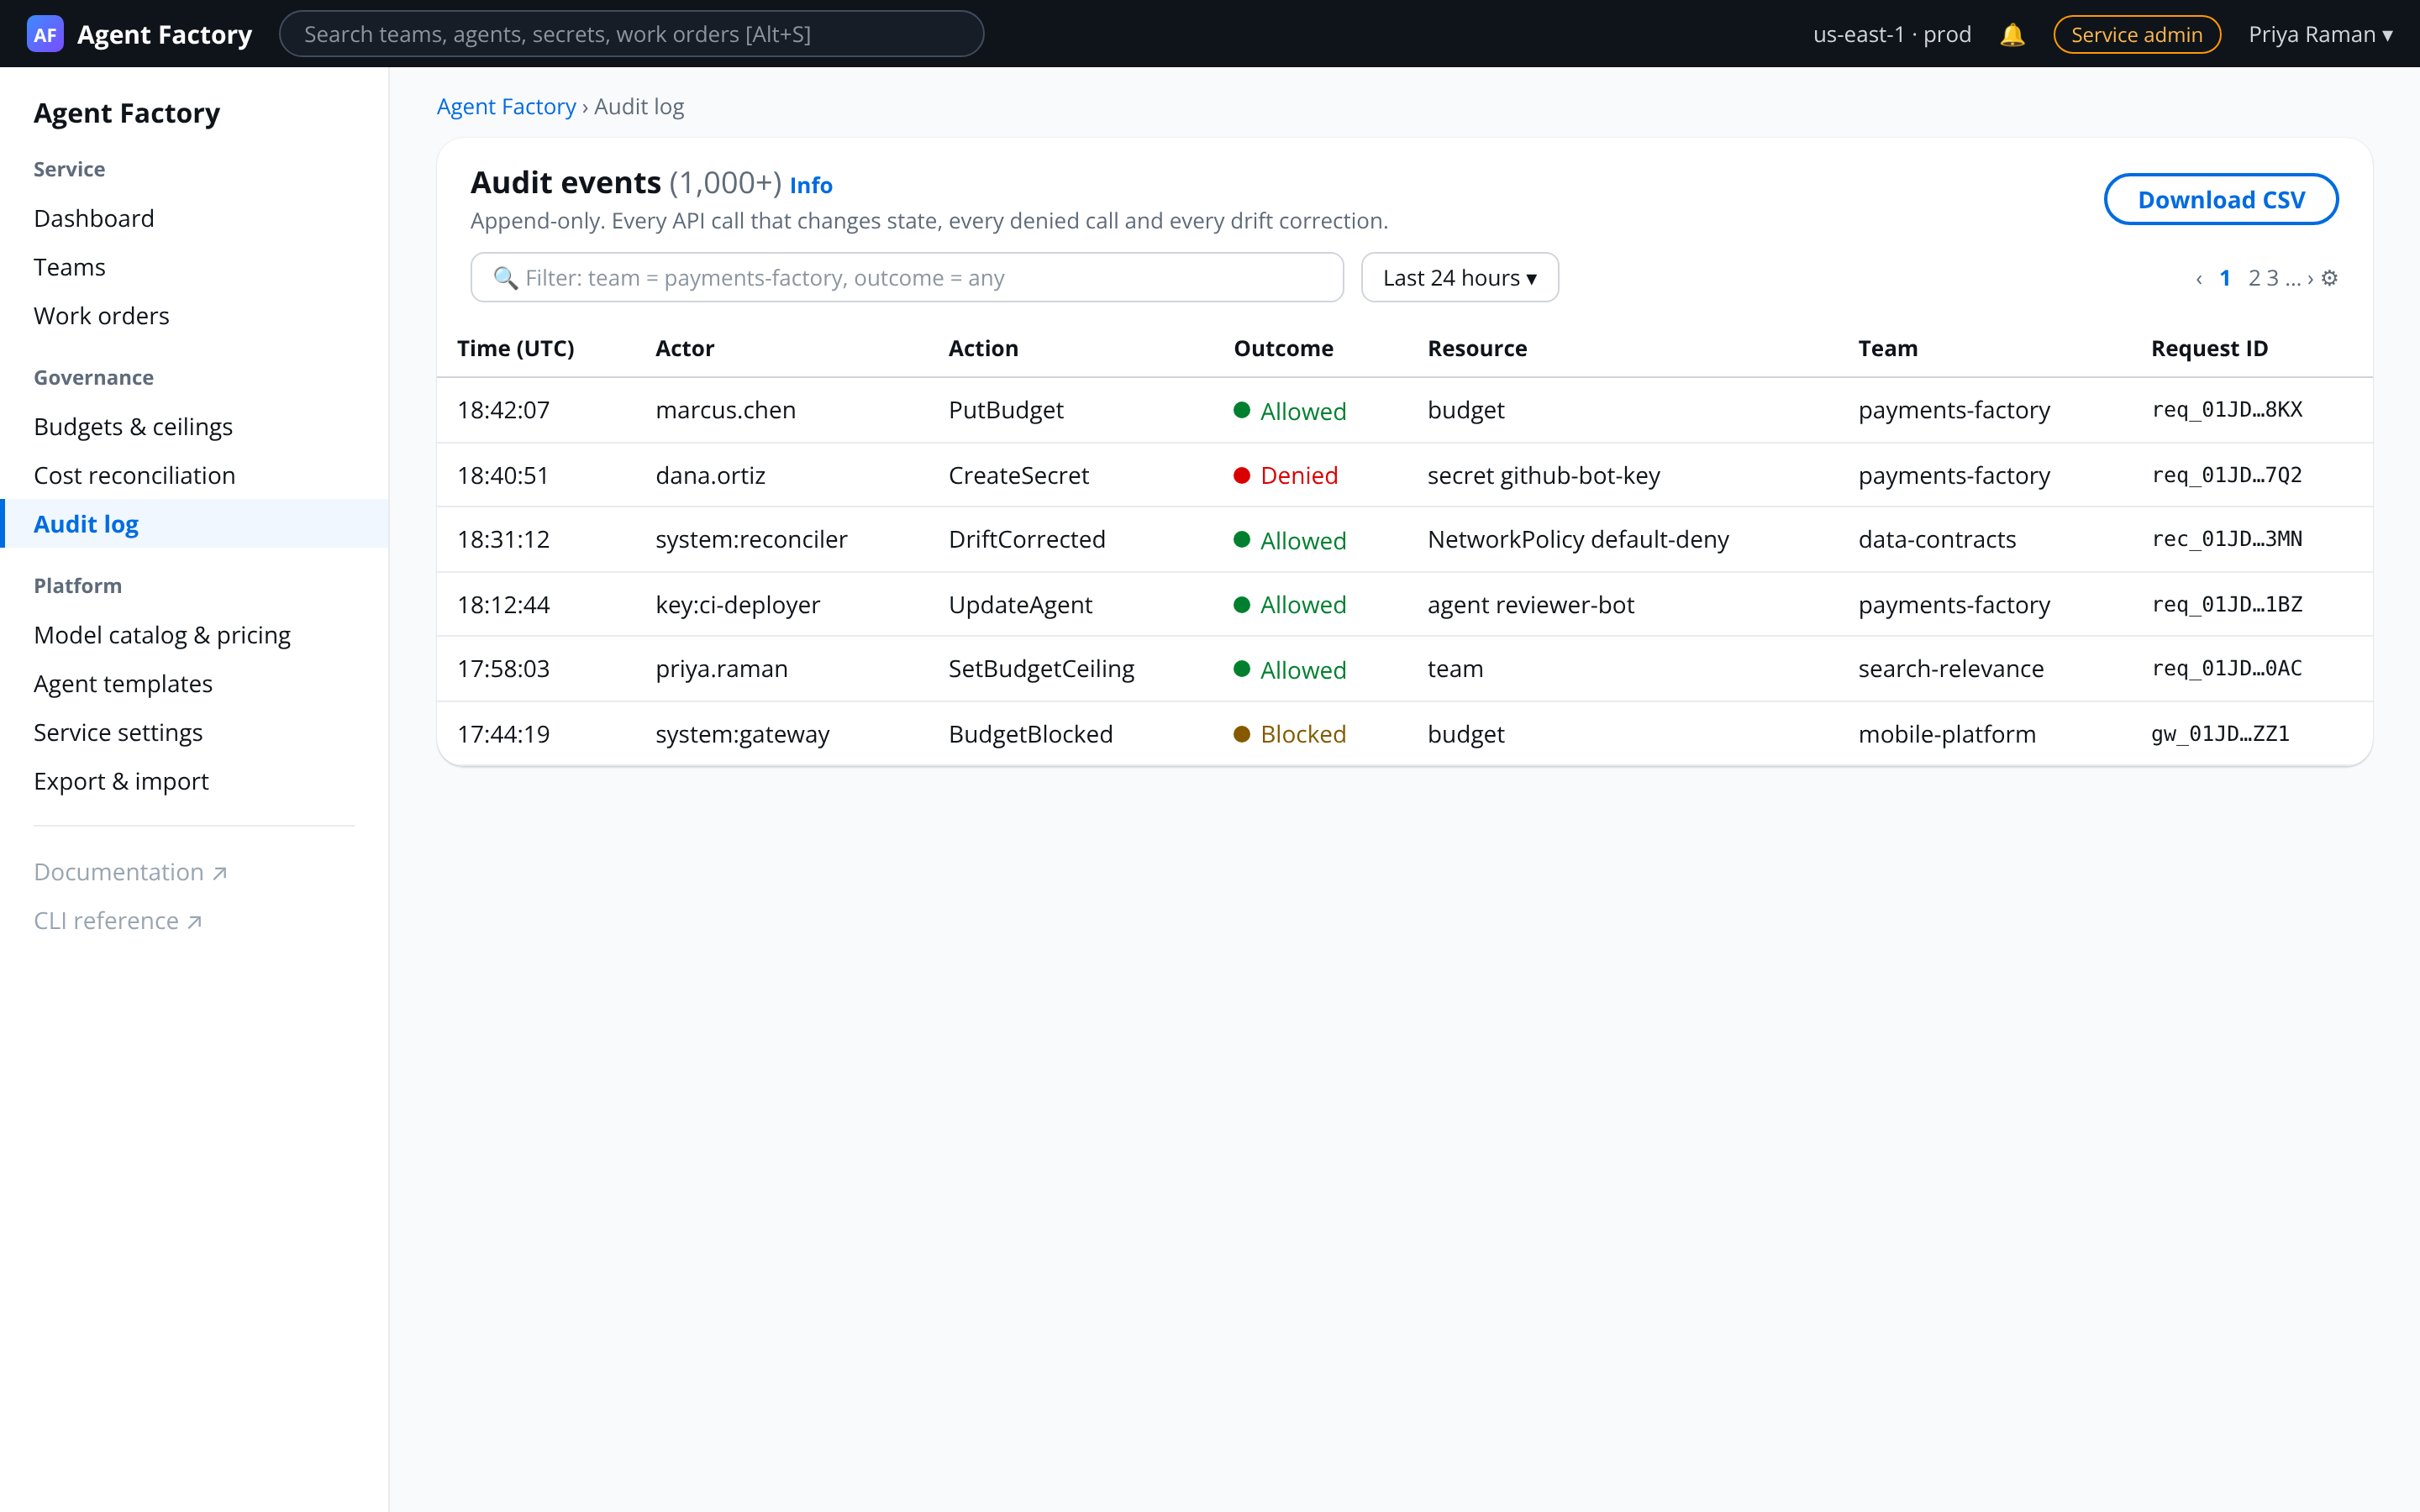 AF Agent Factory Search teams, agents, secrets, work orders [Alt+S] us-east-1 · prod 🔔 Service admin Priya Raman ▾
Agent Factory
Service
Dashboard
Teams
Work orders
Governance
Budgets & ceilings
Cost reconciliation
Audit log
Platform
Model catalog & pricing
Agent templates
Service settings
Export & import
Documentation ↗
CLI reference ↗
Agent Factory › Audit log
Audit events (1,000+) Info
Append-only. Every API call that changes state, every denied call and every drift correction.
Download CSV
🔍 Filter: team = payments-factory, outcome = any Last 24 hours ▾ ‹ 1 2 3 ... › ⚙
Time (UTC) Actor Action Outcome Resource Team Request ID
18:42:07 marcus.chen PutBudget Allowed budget payments-factory req_01JD…8KX
18:40:51 dana.ortiz CreateSecret Denied secret github-bot-key payments-factory req_01JD…7Q2
18:31:12 system:reconciler DriftCorrected Allowed NetworkPolicy default-deny data-contracts rec_01JD…3MN
18:12:44 key:ci-deployer UpdateAgent Allowed agent reviewer-bot payments-factory req_01JD…1BZ
17:58:03 priya.raman SetBudgetCeiling Allowed team search-relevance req_01JD…0AC
17:44:19 system:gateway BudgetBlocked Blocked budget mobile-platform gw_01JD…ZZ1